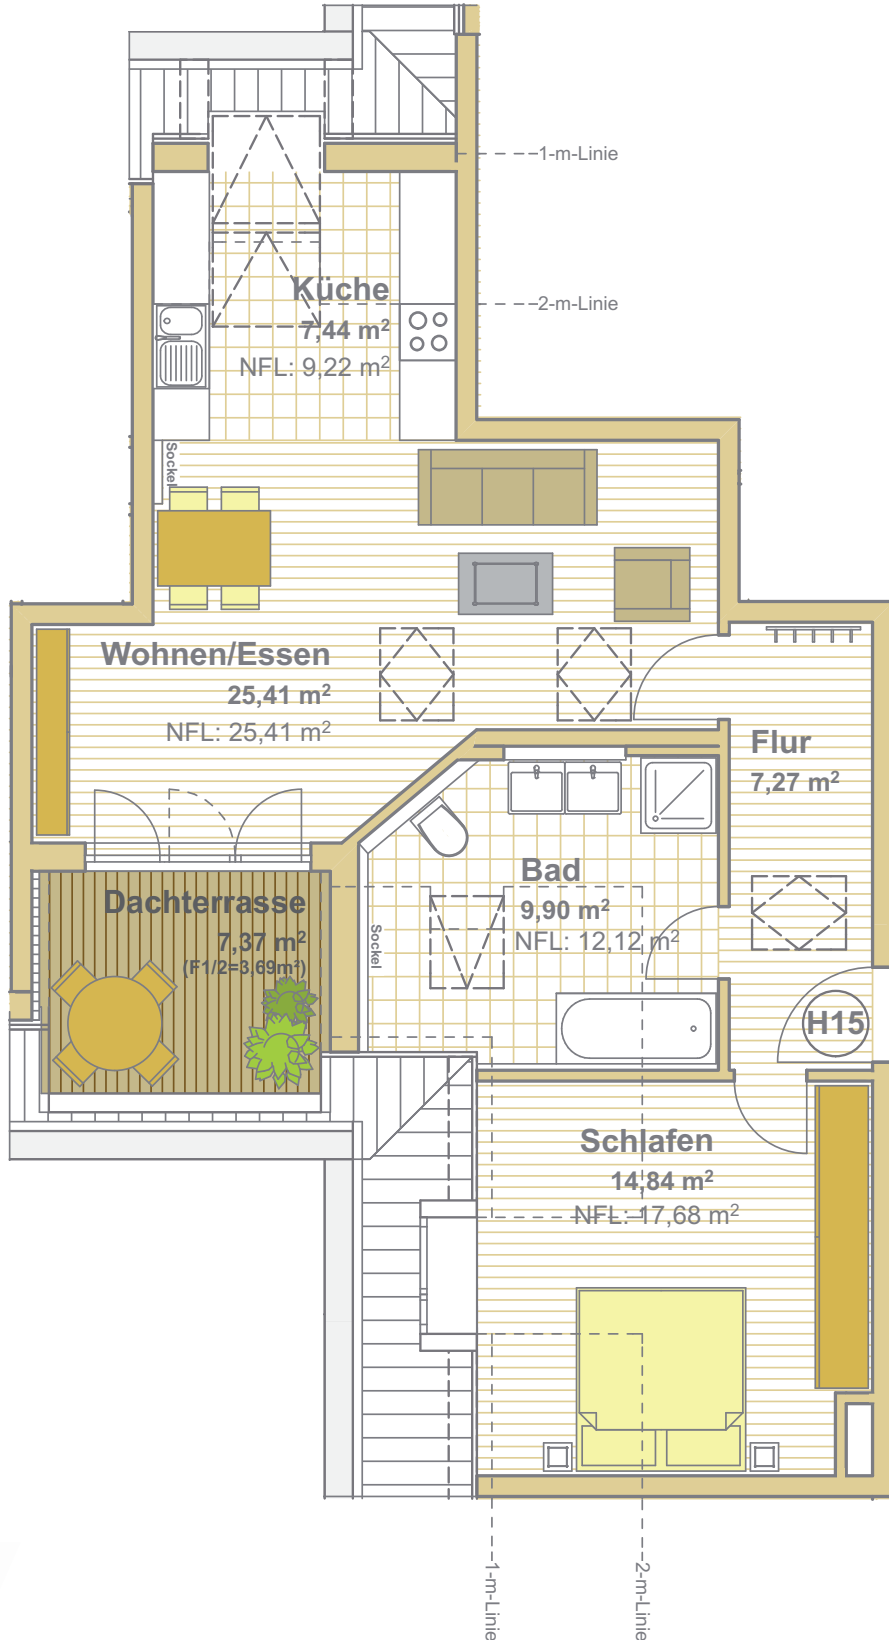 1-m-Linie
2-m-Linie
Küche
7,44 m²
NFL: 9,22 m²
Sockel
Wohnen/Essen
25,41 m²
NFL: 25,41 m²
Flur
7,27 m²
Bad
9,90 m²
NFL: 12,12 m²
Sockel
Dachterrasse
7,37 m²
(F1/2=3,69m²)
H15
Schlafen
14,84 m²
NFL: 17,68 m²
1-m-Linie
2-m-Linie